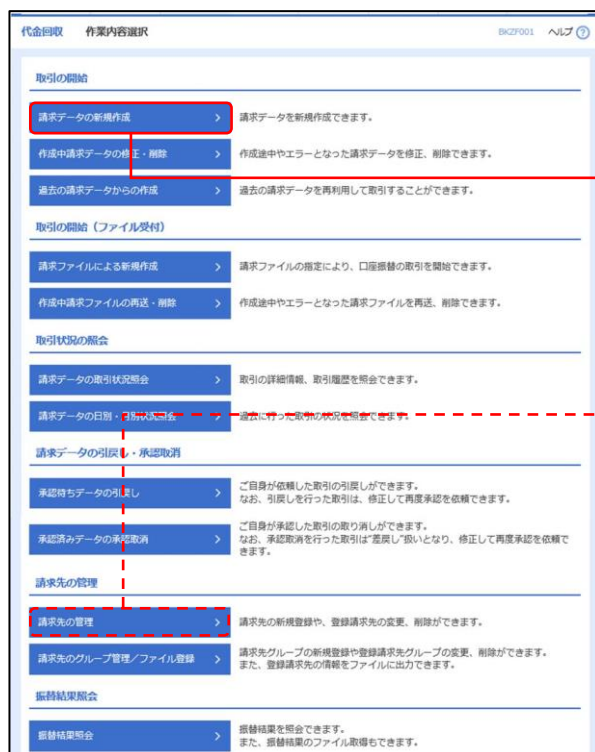 代金回収 作業内容選択 BKZF001 ヘルプ ?
取引の開始
請求データの新規作成 > 請求データを新規作成できます。
作成中請求データの修正・削除 > 作成途中やエラーとなった請求データを修正、削除できます。
過去の請求データからの作成 > 過去の請求データを再利用して取引することができます。
取引の開始（ファイル受付）
請求ファイルによる新規作成 > 請求ファイルの指定により、口座振替の取引を開始できます。
作成中請求ファイルの再送・削除 > 作成途中やエラーとなった請求ファイルを再送、削除できます。
取引状況の照会
請求データの取引状況照会 > 取引の詳細情報、取引履歴を照会できます。
請求データの日別・月別状況照会 > 過去に行った取引の状況を照会できます。
請求データの引戻し・承認取消
承認待ちデータの引戻し > ご自身が依頼した取引の引戻しができます。
なお、引戻しを行った取引は、修正して再度承認を依頼できます。
承認済みデータの承認取消 > ご自身が承認した取引の取り消しができます。
なお、承認取消を行った取引は"差戻し"扱いとなり、修正して再度承認を依頼で
きます。
請求先の管理
請求先の管理 > 請求先の新規登録や、登録請求先の変更、削除ができます。
請求先のグループ管理／ファイル登録 > 請求先グループの新規登録や登録請求先グループの変更、削除ができます。
また、登録請求先の情報をファイルに出力できます。
振替結果照会
振替結果照会 > 振替結果を照会できます。
また、振替結果のファイル取得もできます。